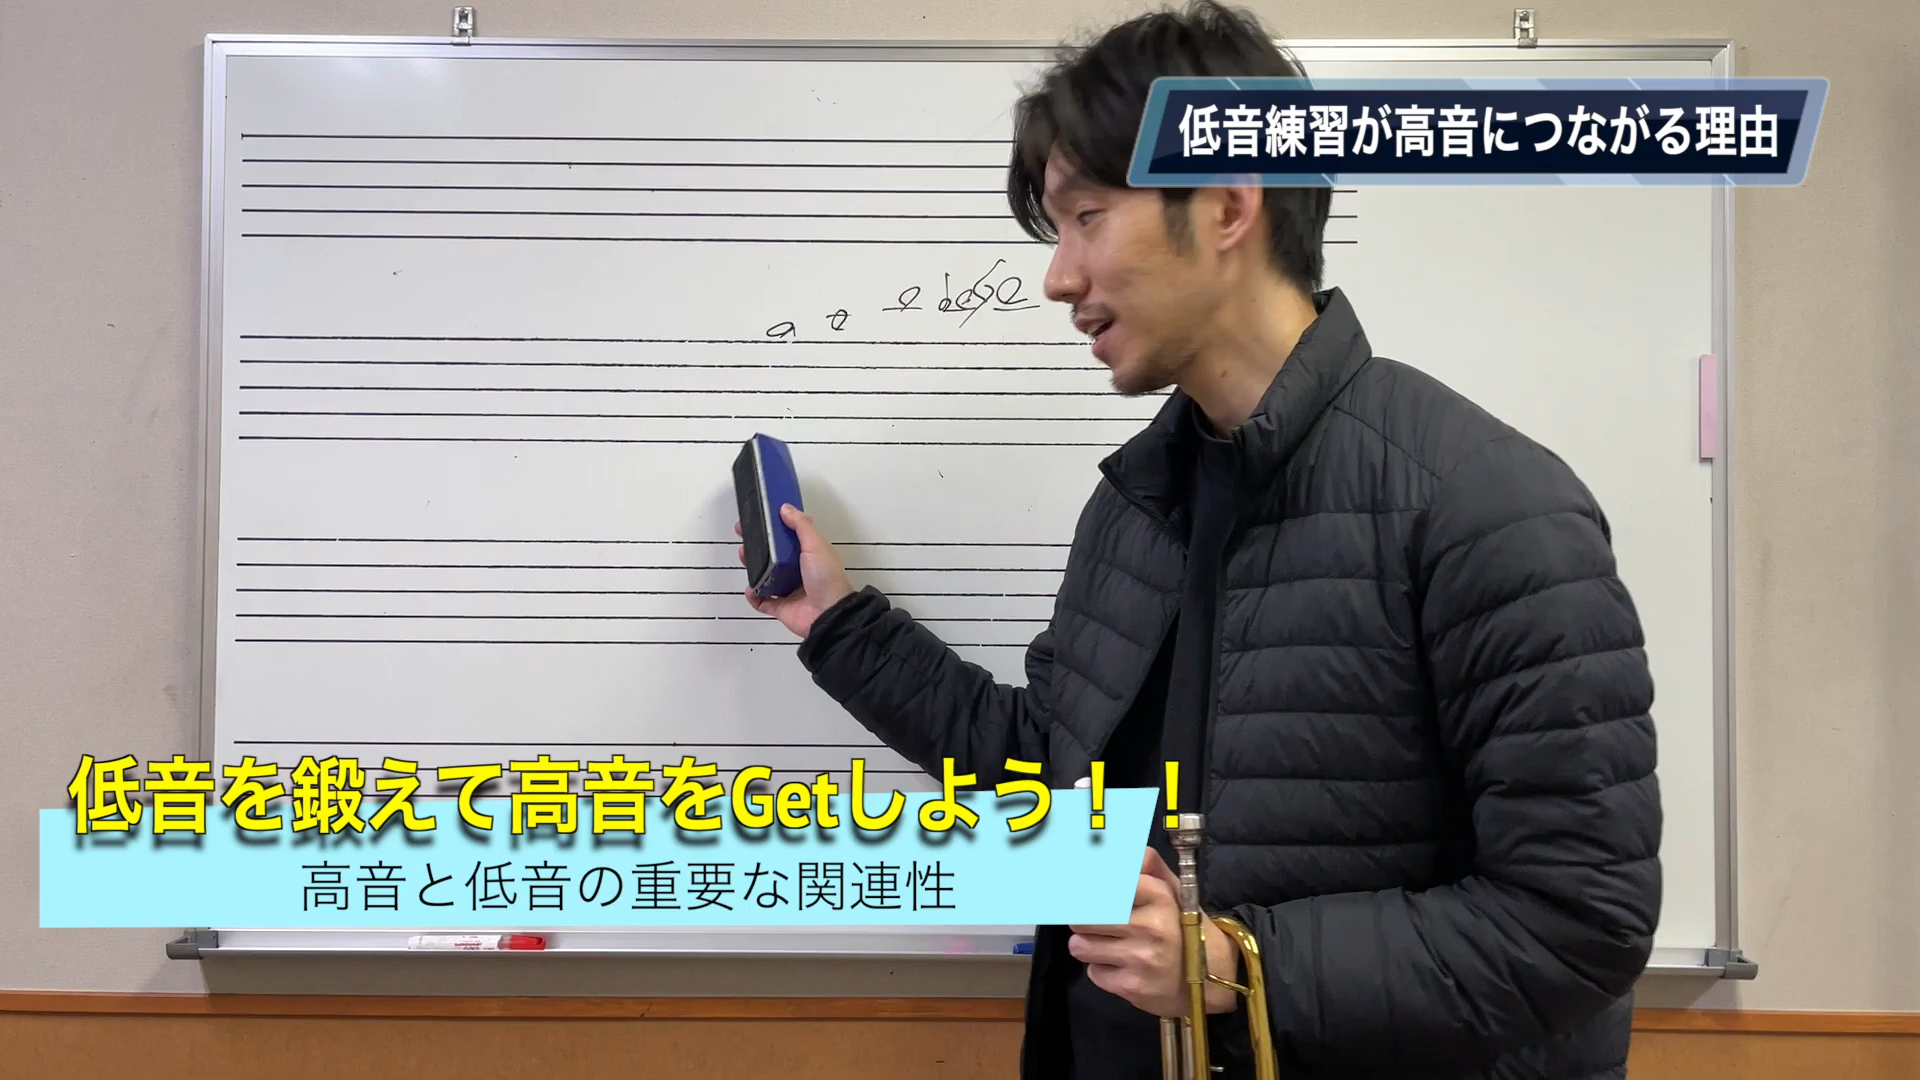 低音練習が高音につながる理由
低音を鍛えて高音をGetしよう！！
高音と低音の重要な関連性